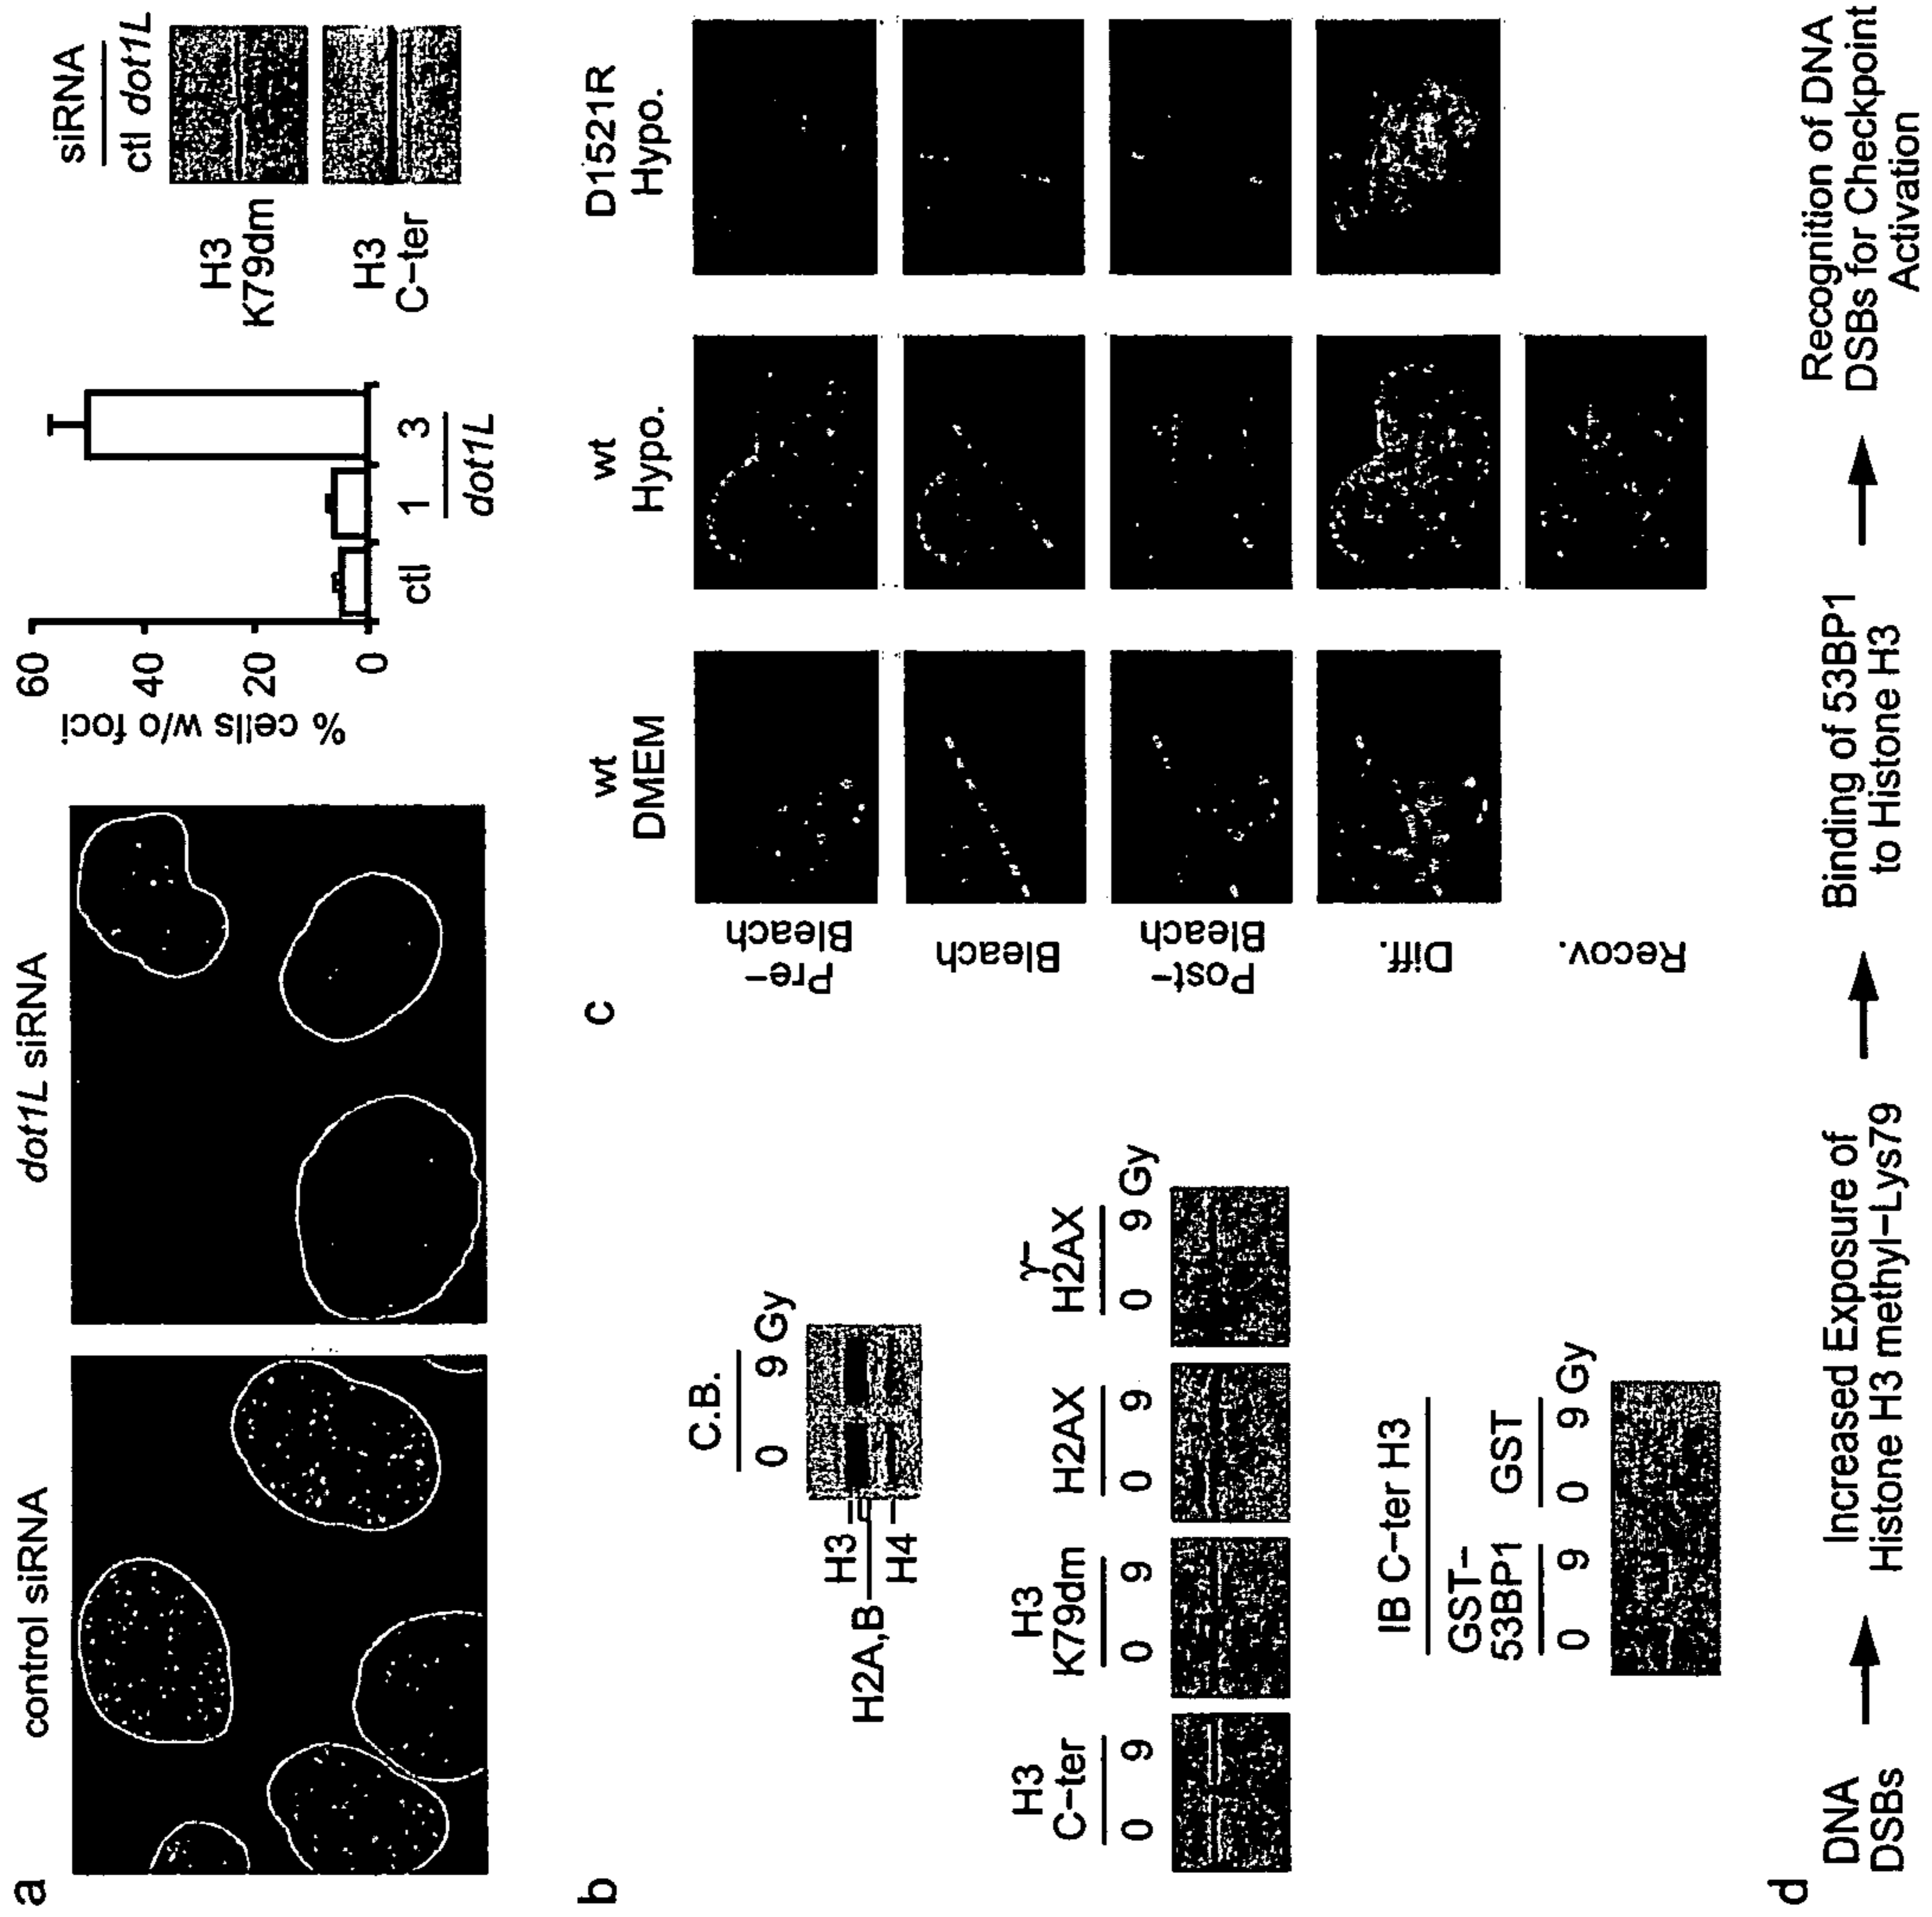 a
control siRNA
dot1L siRNA
% cells w/o foci
60
40
20
0
ctl 1 3
dot1L
siRNA
ctl dot1L
H3
K79dm
H3
C-ter
b
C.B.
0 9 Gy
H3
H2A,B
H4
H3
C-ter
0 9
H3
K79dm
0 9
H2AX
0 9
γ-
H2AX
0 9 Gy
IB C-ter H3
GST-
53BP1
GST
0 9 0 9 Gy
c
wt
DMEM
wt
Hypo.
D1521R
Hypo.
Pre-
Bleach
Bleach
Post-
Bleach
Diff.
Recov.
d
DNA
DSBs
Increased Exposure of
Histone H3 methyl-Lys79
Binding of 53BP1
to Histone H3
Recognition of DNA
DSBs for Checkpoint
Activation